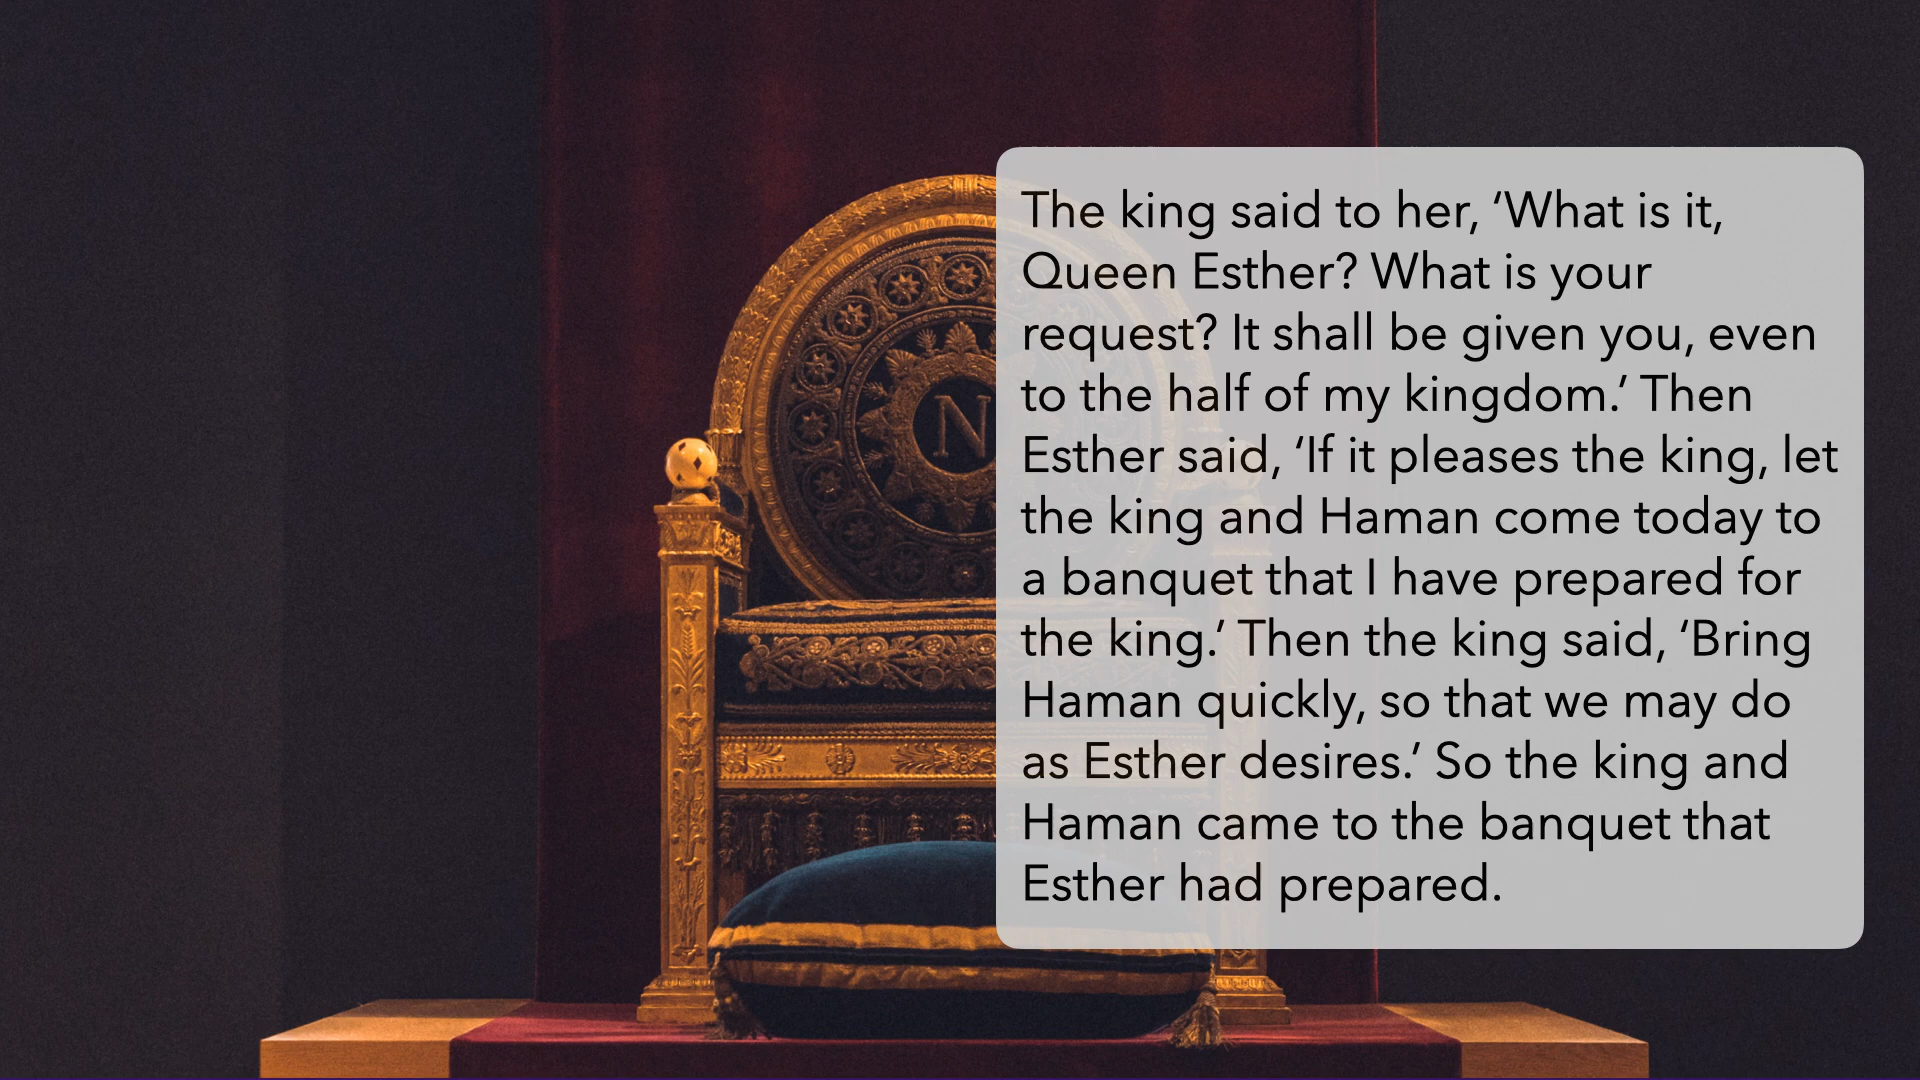 N
The king said to her, ‘What is it,
Queen Esther? What is your
request? It shall be given you, even
to the half of my kingdom.’ Then
Esther said, ‘If it pleases the king, let
the king and Haman come today to
a banquet that I have prepared for
the king.’ Then the king said, ‘Bring
Haman quickly, so that we may do
as Esther desires.’ So the king and
Haman came to the banquet that
Esther had prepared.